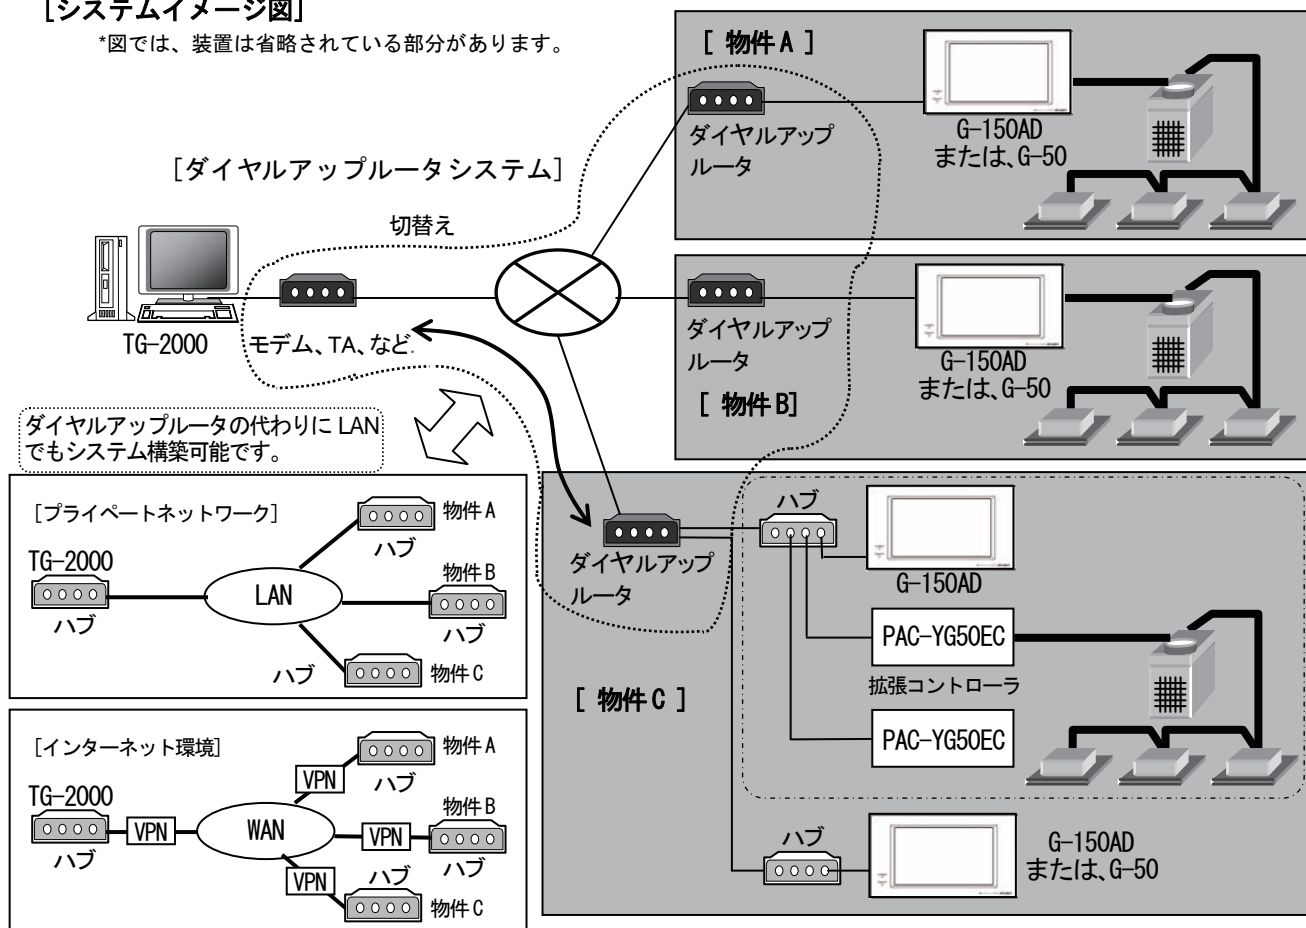 [システムイメージ図]
*図では、装置は省略されている部分があります。
[ダイヤルアップルータシステム]
切替え
TG-2000
モデム、TA、など.
[ 物件A ]
ダイヤルアップ
ルータ
G-150AD
または、G-50
ダイヤルアップ
ルータ
[ 物件B]
G-150AD
または、G-50
ダイヤルアップルータの代わりに LAN
でもシステム構築可能です。
[プライベートネットワーク]
TG-2000
ハブ
LAN
物件A
ハブ
物件B
ハブ
ハブ
物件C
[インターネット環境]
TG-2000
ハブ
VPN
WAN
VPN
物件A
ハブ
VPN
物件B
ハブ
VPN
ハブ
物件C
ダイヤルアップ
ルータ
[ 物件C ]
ハブ
G-150AD
PAC-YG50EC
拡張コントローラ
PAC-YG50EC
ハブ
G-150AD
または、G-50